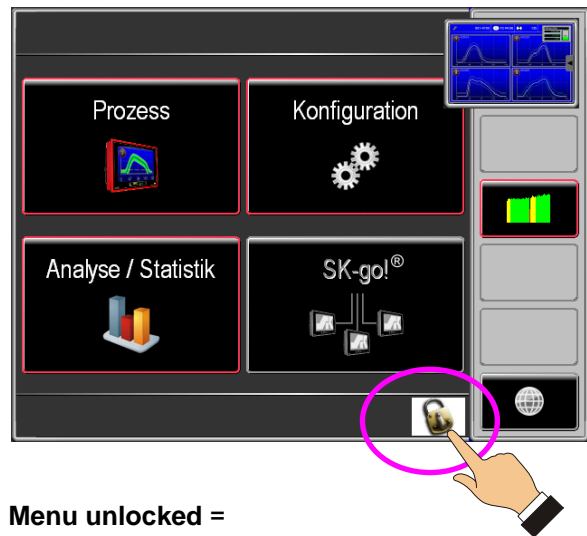 Prozess
Konfiguration
Analyse / Statistik
SK-go!®
Menu unlocked =